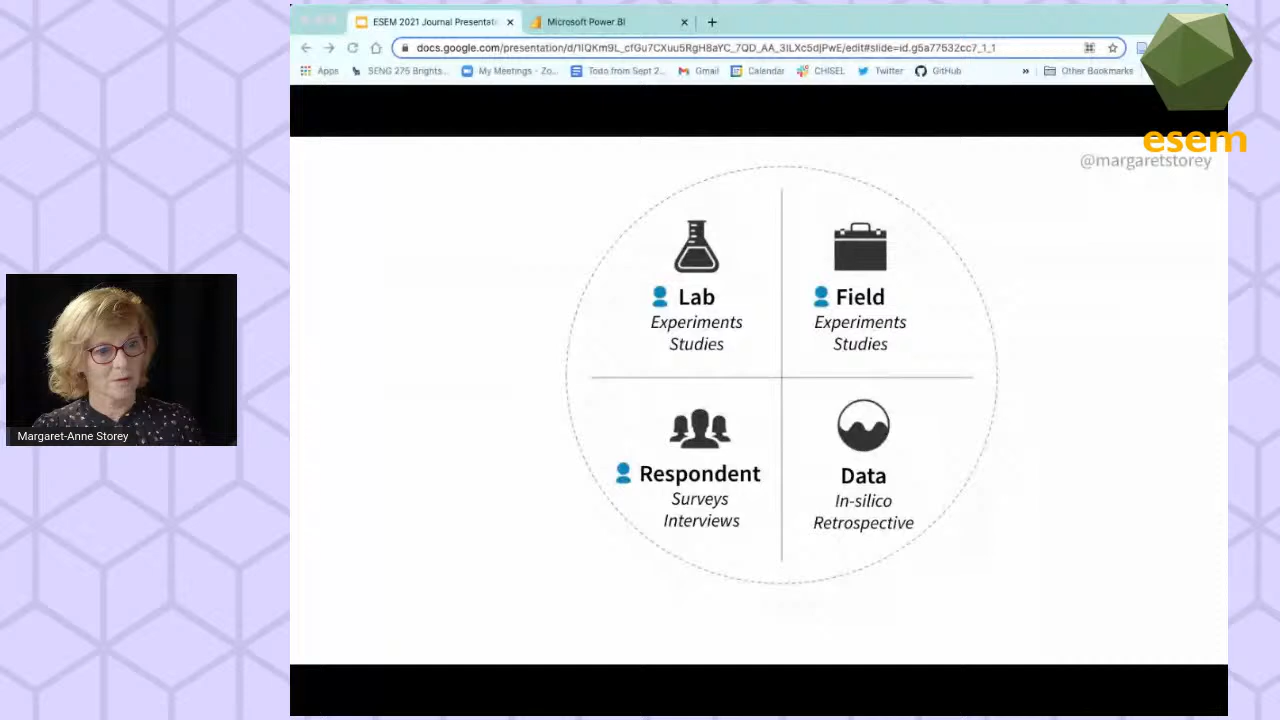 ESEM 2021 Journal Presentati
Microsoft Power BI
docs.google.com/presentation/d/1lQKm9L_cfGu7CXuu5RgH8aYC_7QD_AA_3ILXc5djPwE/edit#slide=id.g5a77532cc7_1_1
Apps
SENG 275 Brights...
My Meetings - Zo...
Todo from Sept 2...
Gmail
Calendar
CHISEL
Twitter
GitHub
»
Other Bookmarks
esem
@margaretstorey
Lab
Experiments
Studies
Field
Experiments
Studies
Respondent
Surveys
Interviews
Data
In-silico
Retrospective
Margaret-Anne Storey